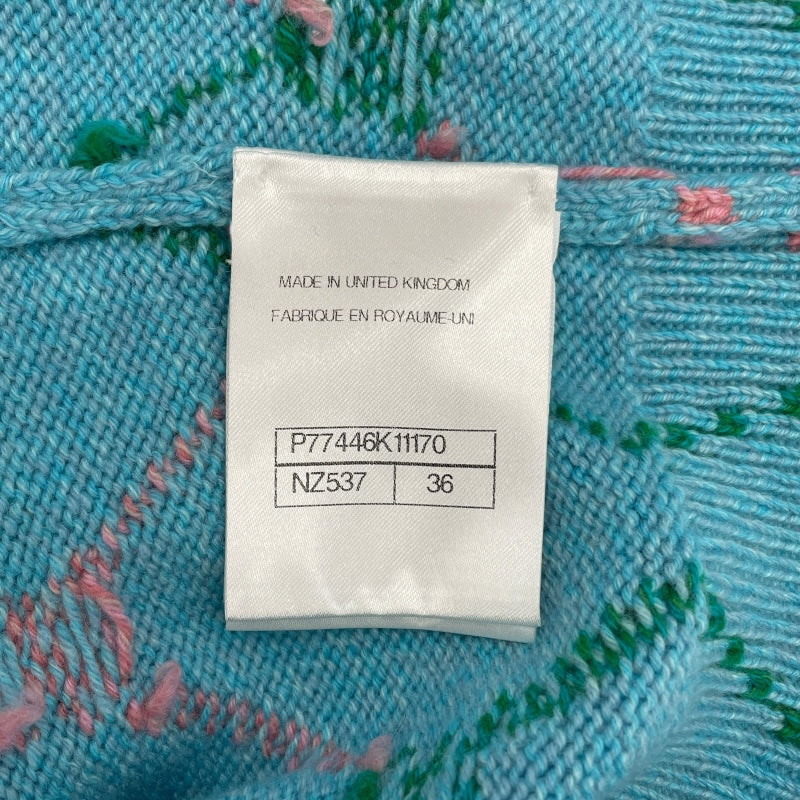 MADE IN UNITED KINGDOM
FABRIQUE EN ROYAUME-UNI
P77446K11170
NZ537 36